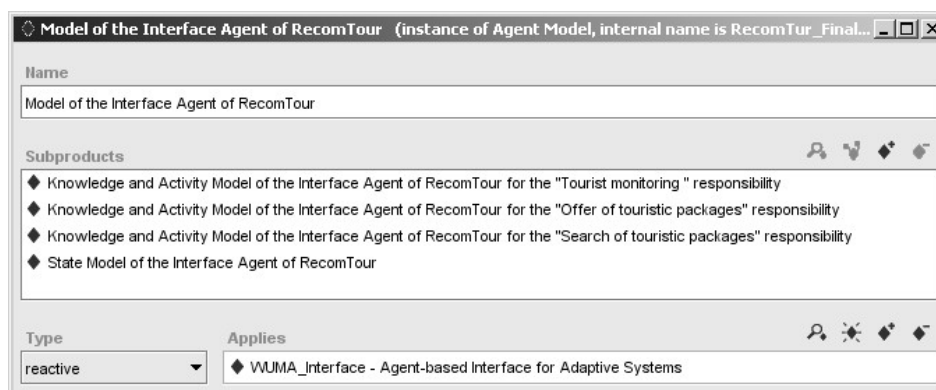 Model of the Interface Agent of RecomTour (instance of Agent Model, internal name is RecomTur_Final...
Name
Model of the Interface Agent of RecomTour
Subproducts
Knowledge and Activity Model of the Interface Agent of RecomTour for the "Tourist monitoring " responsibility
Knowledge and Activity Model of the Interface Agent of RecomTour for the "Offer of touristic packages" responsibility
Knowledge and Activity Model of the Interface Agent of RecomTour for the "Search of touristic packages" responsibility
State Model of the Interface Agent of RecomTour
Type Applies
reactive WUMA_Interface - Agent-based Interface for Adaptive Systems